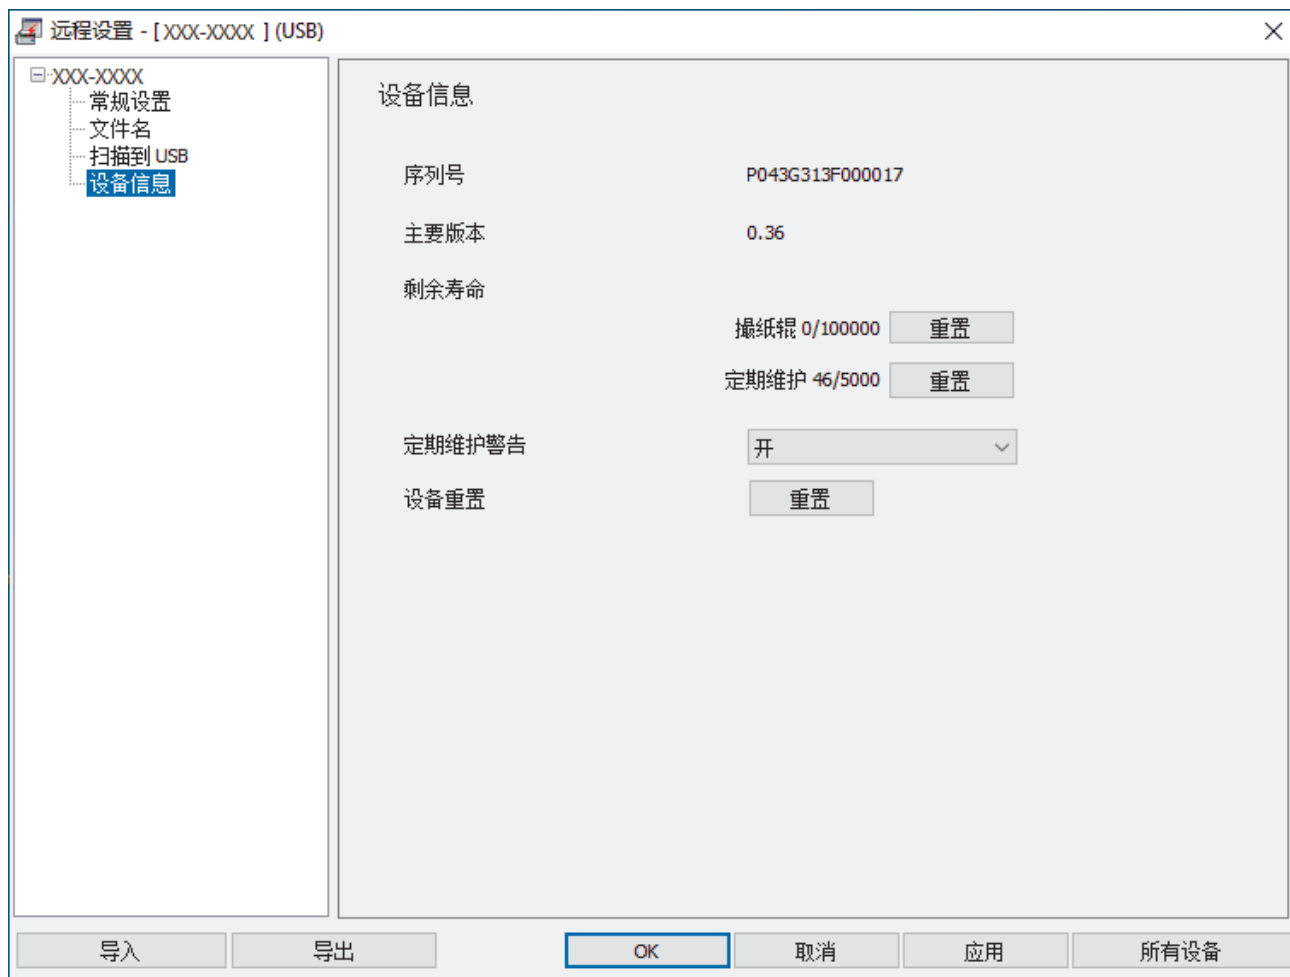 远程设置 - [ XXX-XXXX ] (USB)
XXX-XXXX
常规设置
文件名
扫描到 USB
设备信息
设备信息
序列号 P043G313F000017
主要版本 0.36
剩余寿命
撮纸辊 0/100000 重置
定期维护 46/5000 重置
定期维护警告 开
设备重置 重置
导入 导出 OK 取消 应用 所有设备